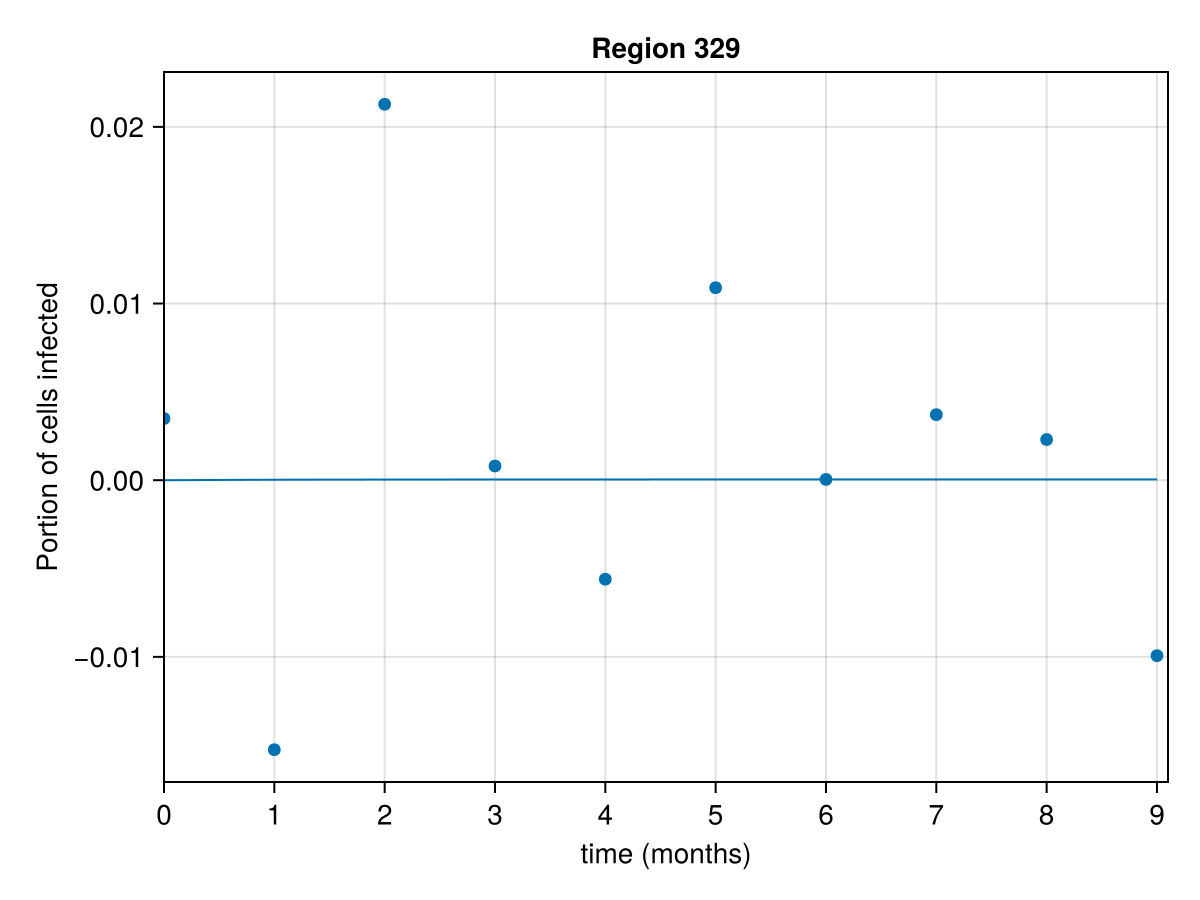 Region 329
0.02
0.01
0.00
−0.01
Portion of cells infected
0 1 2 3 4 5 6 7 8 9
time (months)